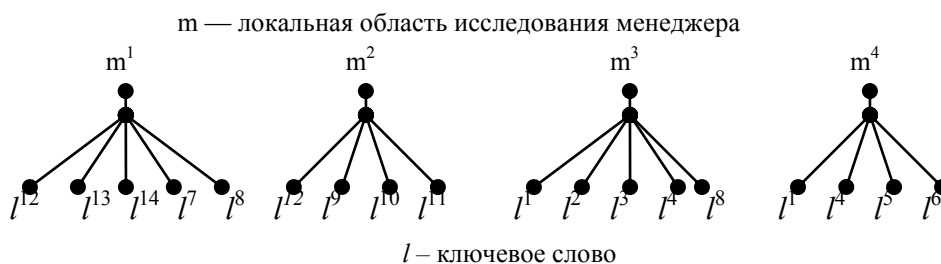 m — локальная область исследования менеджера
m¹ m² m³ m⁴
l¹² l¹³ l¹⁴ l⁷ l⁸ l¹² l⁹ l¹⁰ l¹¹ l¹ l² l³ l⁴ l⁸ l¹ l⁴ l⁵ l⁶
l – ключевое слово